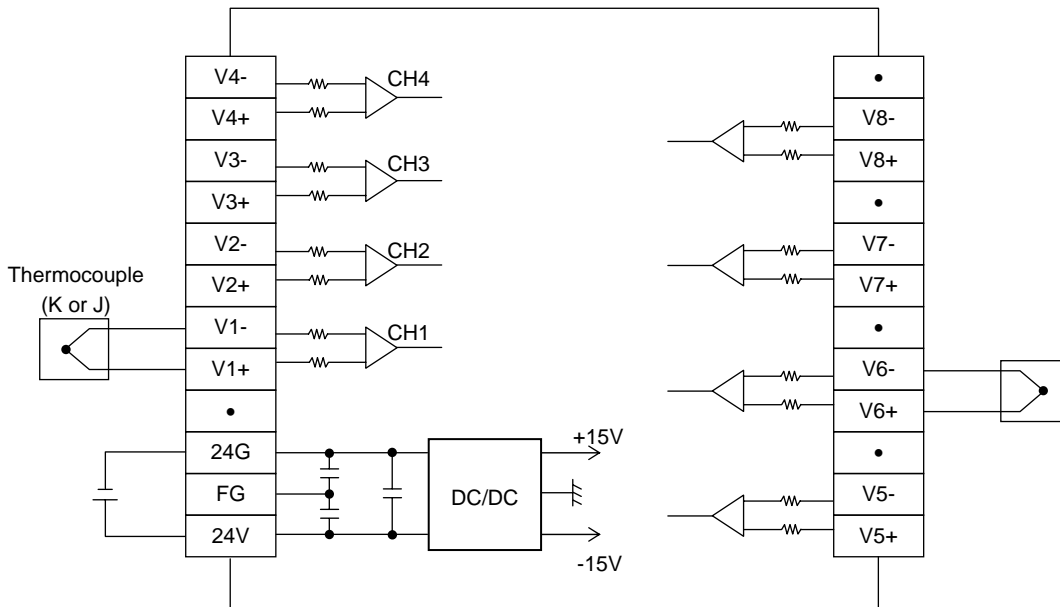 V4-
CH4
V4+
V3-
CH3
V3+
V2-
CH2
V2+
Thermocouple
(K or J)
V1-
CH1
V1+
24G
FG
24V
DC/DC
+15V
-15V
V8-
V8+
V7-
V7+
V6-
V6+
V5-
V5+